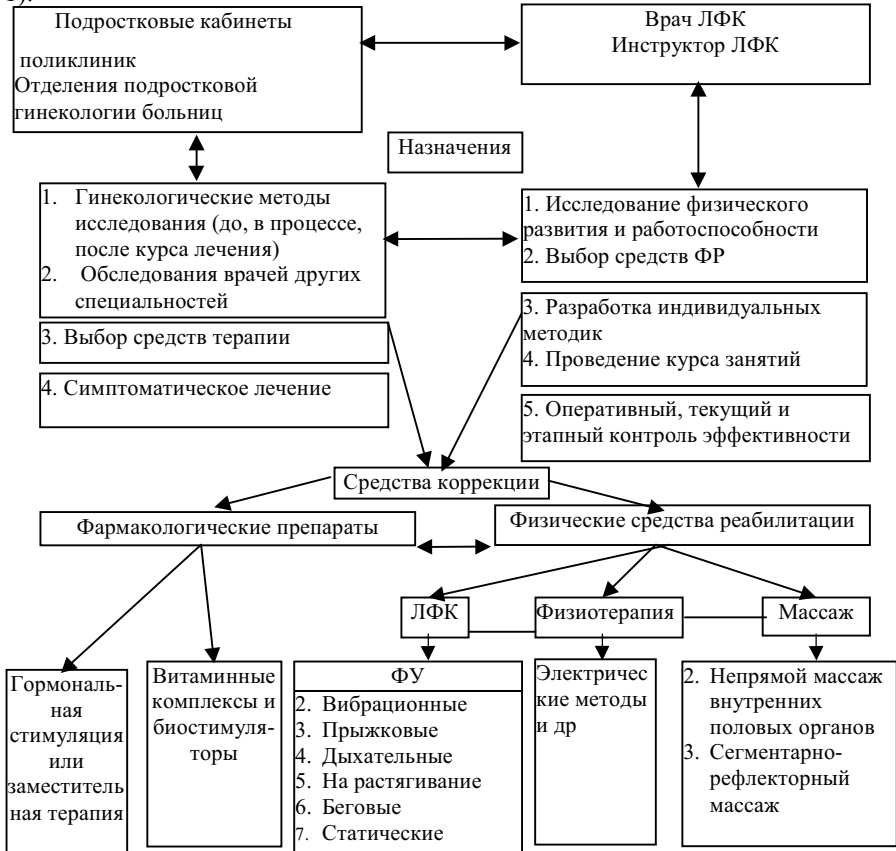 1).
Подростковые кабинеты
поликлиник
Отделения подростковой
гинекологии больниц
Врач ЛФК
Инструктор ЛФК
Назначения
1. Гинекологические методы
исследования (до, в процессе,
после курса лечения)
2. Обследования врачей других
специальностей
3. Выбор средств терапии
4. Симптоматическое лечение
1. Исследование физического
развития и работоспособности
2. Выбор средств ФР
3. Разработка индивидуальных
методик
4. Проведение курса занятий
5. Оперативный, текущий и
этапный контроль эффективности
Средства коррекции
Фармакологические препараты
Физические средства реабилитации
ЛФК
Физиотерапия
Массаж
Гормональ-
ная
стимуляция
или
заместитель
ная терапия
Витаминные
комплексы и
биостимуля-
торы
ФУ
2. Вибрационные
3. Прыжковые
4. Дыхательные
5. На растягивание
6. Беговые
7. Статические
Электричес
кие методы
и др
2. Непрямой массаж
внутренних
половых органов
3. Сегментарно-
рефлекторный
массаж